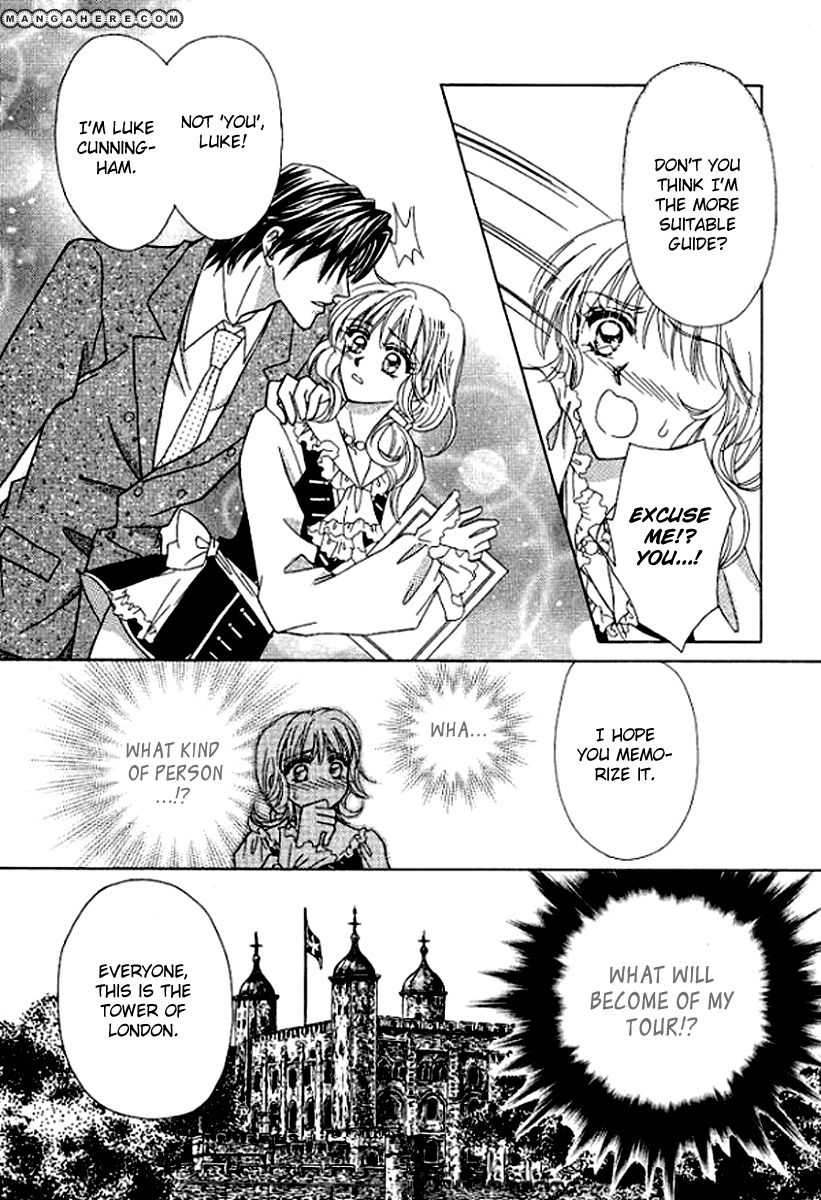 MANGAHERE.COM
DON'T YOU
THINK I'M
THE MORE
SUITABLE
GUIDE?
EXCUSE
ME!?
YOU...!
NOT 'YOU',
LUKE!
I'M LUKE
CUNNING-
HAM.
I HOPE
YOU MEMO-
RIZE IT.
WHA...
WHAT KIND
OF PERSON
...!?
WHAT WILL
BECOME OF MY
TOUR!?
EVERYONE,
THIS IS THE
TOWER OF
LONDON.